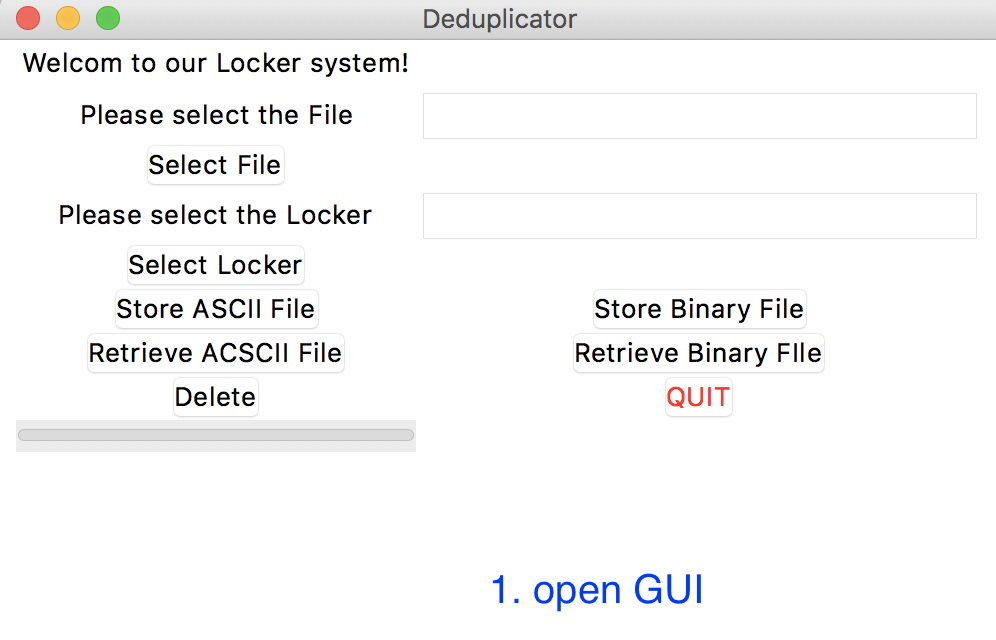 Deduplicator
Welcom to our Locker system!
Please select the File
Select File
Please select the Locker
Select Locker
Store ASCII File
Store Binary File
Retrieve ACSCII File
Retrieve Binary FIle
Delete
QUIT
1. open GUI